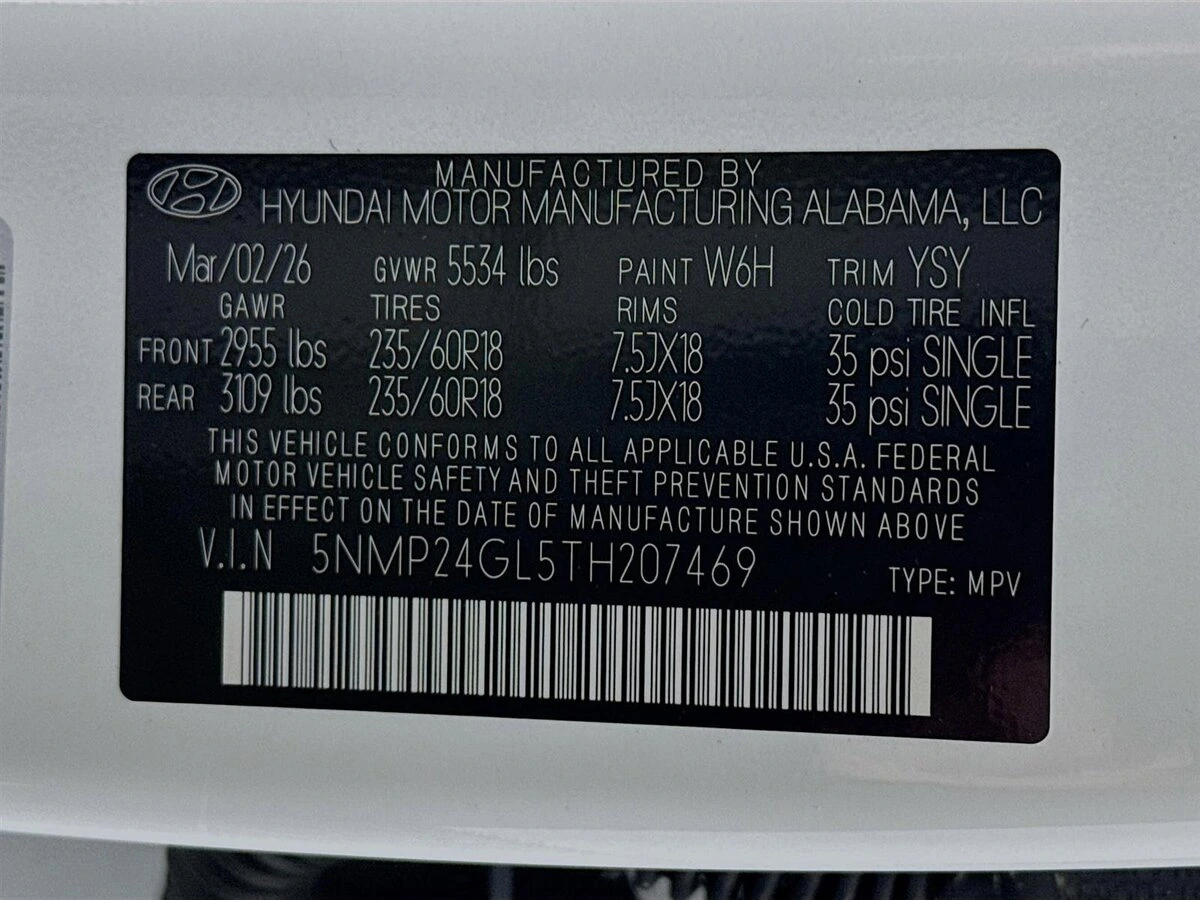 MANUFACTURED BY
HYUNDAI MOTOR MANUFACTURING ALABAMA, LLC
Mar/02/26 GVWR 5534 lbs PAINT W6H TRIM YSY
GAWR TIRES RIMS COLD TIRE INFL
FRONT 2955 lbs 235/60R18 7.5JX18 35 psi SINGLE
REAR 3109 lbs 235/60R18 7.5JX18 35 psi SINGLE
THIS VEHICLE CONFORMS TO ALL APPLICABLE U.S.A. FEDERAL
MOTOR VEHICLE SAFETY AND THEFT PREVENTION STANDARDS
IN EFFECT ON THE DATE OF MANUFACTURE SHOWN ABOVE
V.I.N 5NMP24GL5TH207469 TYPE: MPV